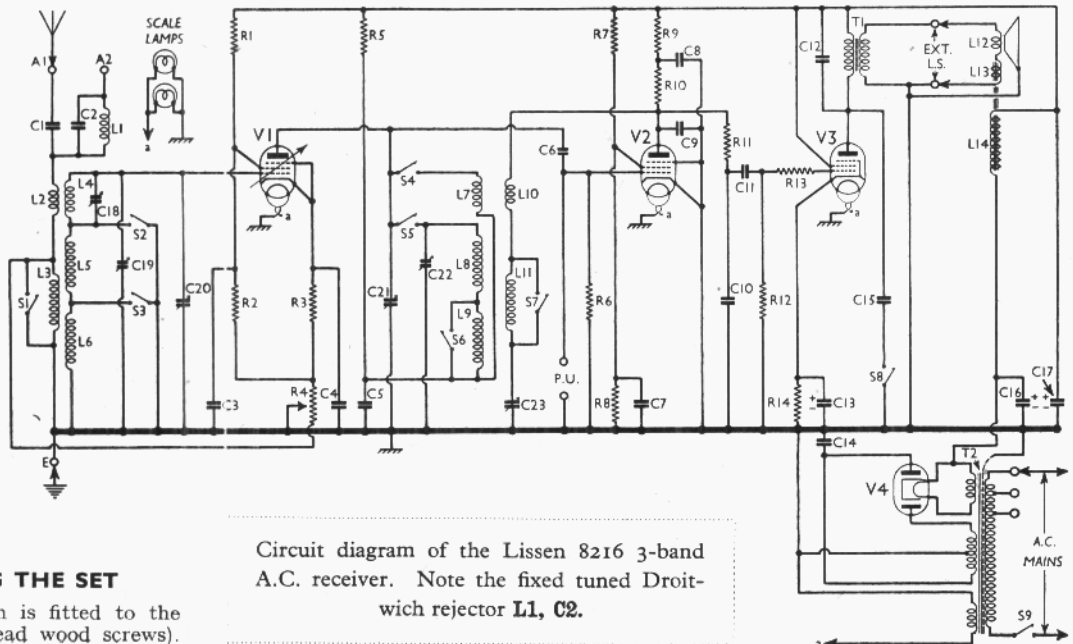 SCALE
LAMPS
A1
A2
C1
C2
L1
a
R1
R5
R7
R9
C8
R10
C12
T1
EXT.
L.S.
L12
L13
V1
V2
V3
C9
R11
C6
C11
R13
L14
L2
L4
C18
S2
S4
L7
L10
a
a
a
S5
L3
L5
C19
C20
S1
S3
R2
R3
C21
C22
L8
L11
S7
R6
C10
R12
C15
L6
L9
S6
R4
C3
C4
C5
C23
P.U.
R8
C7
R14
+
-
C13
S8
C16
+
-
+
-
C17
E
C14
T2
V4
A.C.
MAINS
S9
a
G THE SET
n is fitted to the
ead wood screws).
Circuit diagram of the Lissen 8216 3-band
A.C. receiver. Note the fixed tuned Droit-
wich rejector L1, C2.